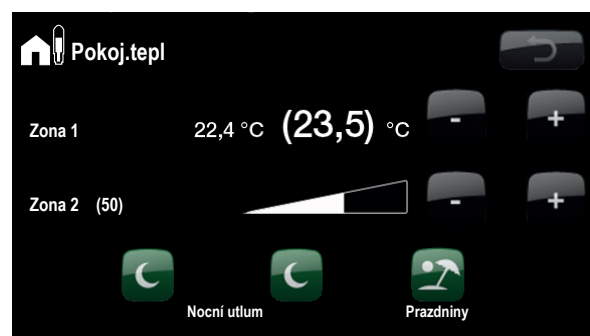 Pokoj.tepl
Zona 1 22,4 °C (23,5) °C - +
Zona 2 (50) - +
Nocní utlum Prazdniny